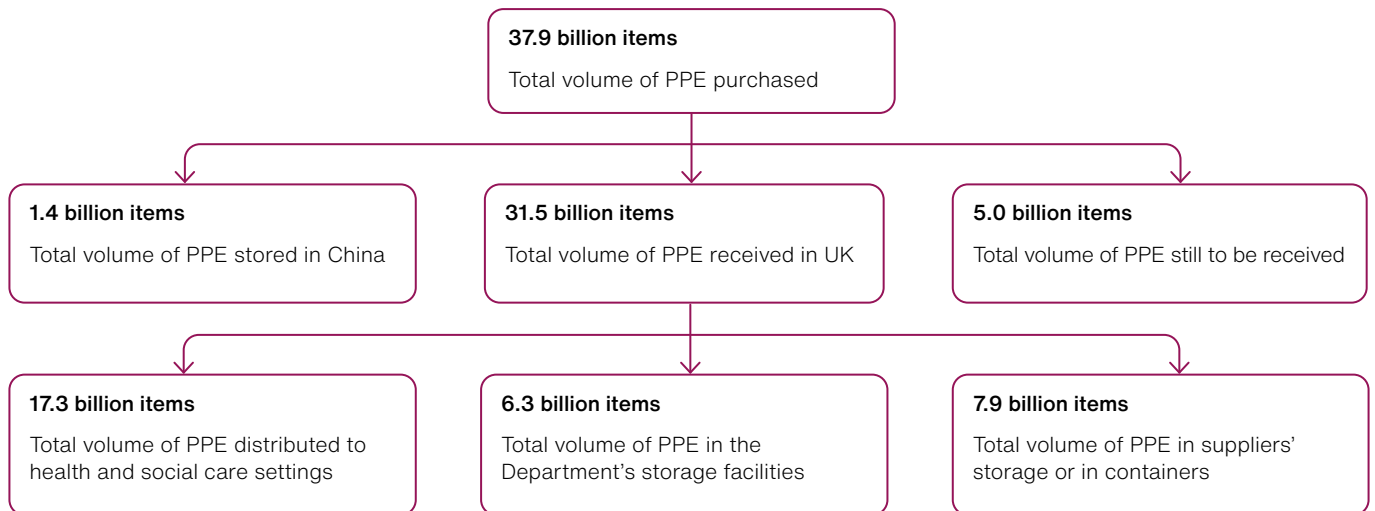 37.9 billion items
Total volume of PPE purchased
1.4 billion items
Total volume of PPE stored in China
31.5 billion items
Total volume of PPE received in UK
5.0 billion items
Total volume of PPE still to be received
17.3 billion items
Total volume of PPE distributed to
health and social care settings
6.3 billion items
Total volume of PPE in the
Department’s storage facilities
7.9 billion items
Total volume of PPE in suppliers’
storage or in containers